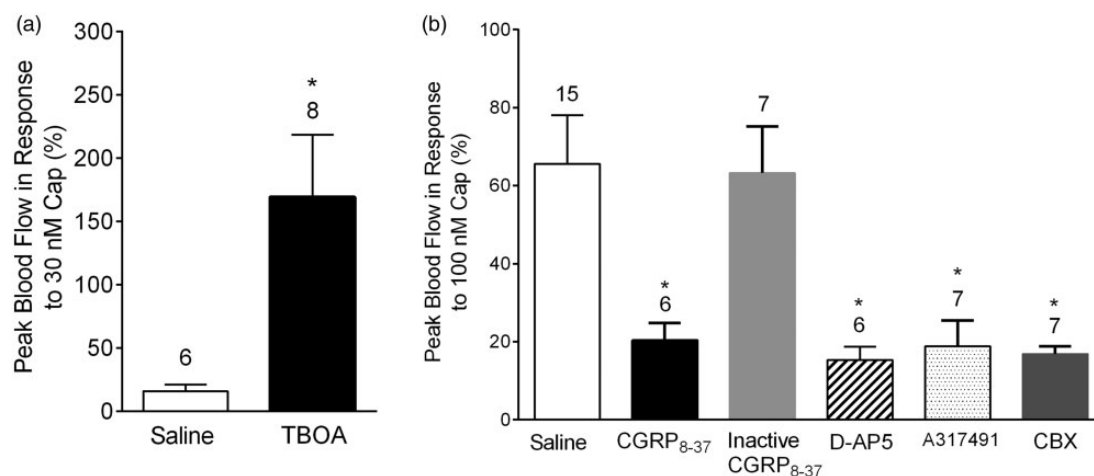 (a)
Peak Blood Flow in Response
to 30 nM Cap (%)
300
250
200
150
100
50
0
6
*
8
Saline
TBOA
(b)
Peak Blood Flow in Response
to 100 nM Cap (%)
100
80
60
40
20
0
15
*
6
7
*
6
*
7
*
7
Saline
CGRP8-37
Inactive
CGRP8-37
D-AP5
A317491
CBX